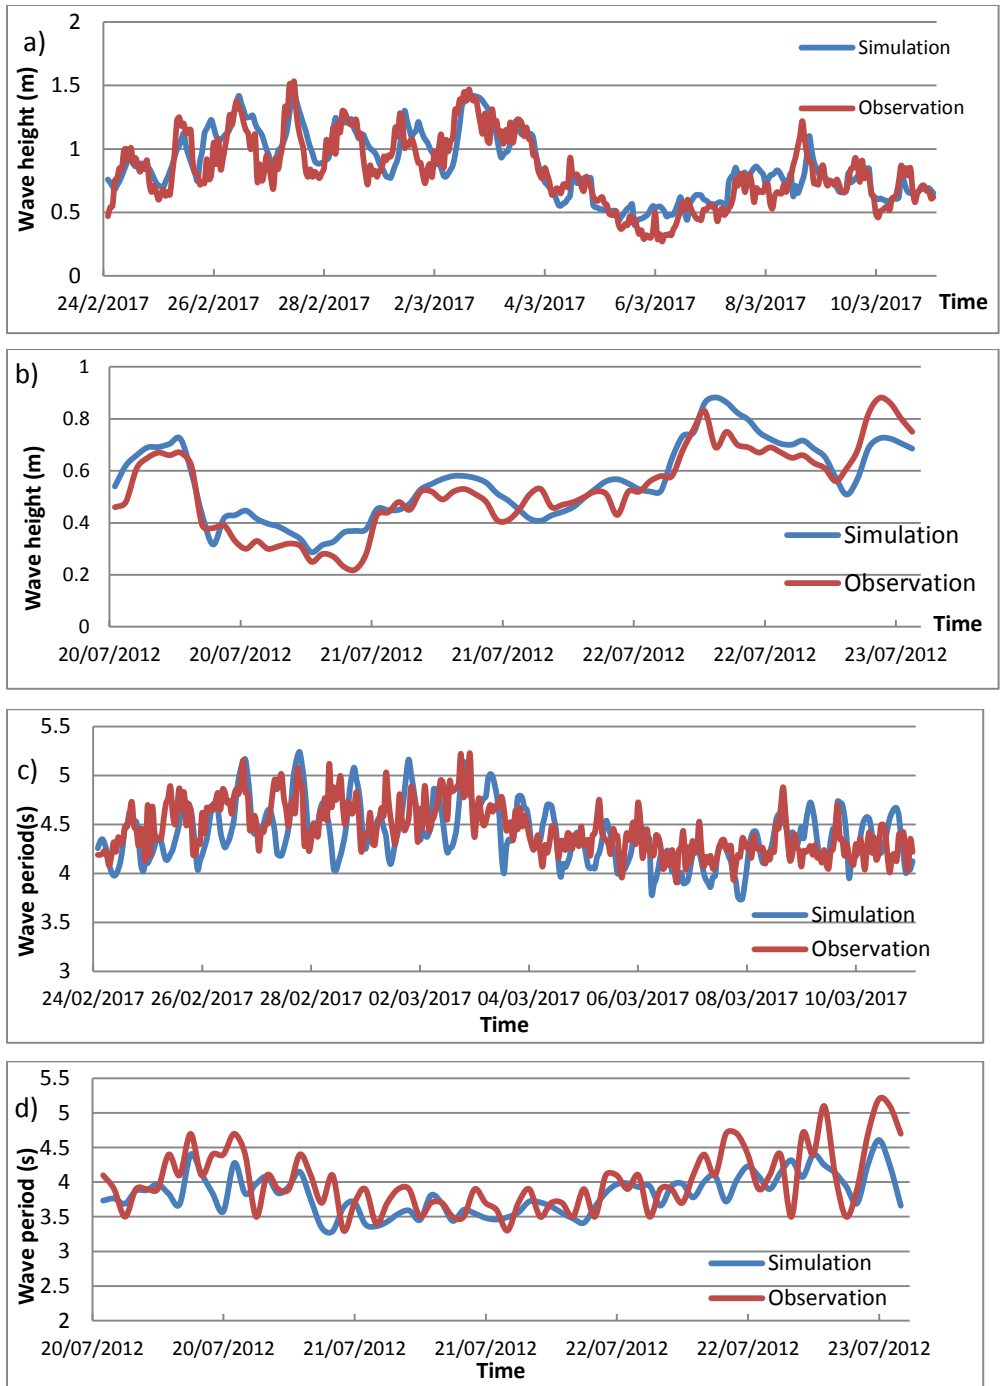 a)
Wave height (m)
2
1.5
1
0.5
0
Simulation
Observation
24/2/2017 26/2/2017 28/2/2017 2/3/2017 4/3/2017 6/3/2017 8/3/2017 10/3/2017 Time
b)
Wave height (m)
1
0.8
0.6
0.4
0.2
0
Simulation
Observation
Time
20/07/2012 20/07/2012 21/07/2012 21/07/2012 22/07/2012 22/07/2012 23/07/2012
c)
Wave period(s)
5.5
5
4.5
4
3.5
3
Simulation
Observation
24/02/2017 26/02/2017 28/02/2017 02/03/2017 04/03/2017 06/03/2017 08/03/2017 10/03/2017
Time
d)
Wave period (s)
5.5
5
4.5
4
3.5
3
2.5
2
Simulation
Observation
20/07/2012 20/07/2012 21/07/2012 21/07/2012 22/07/2012 22/07/2012 23/07/2012
Time